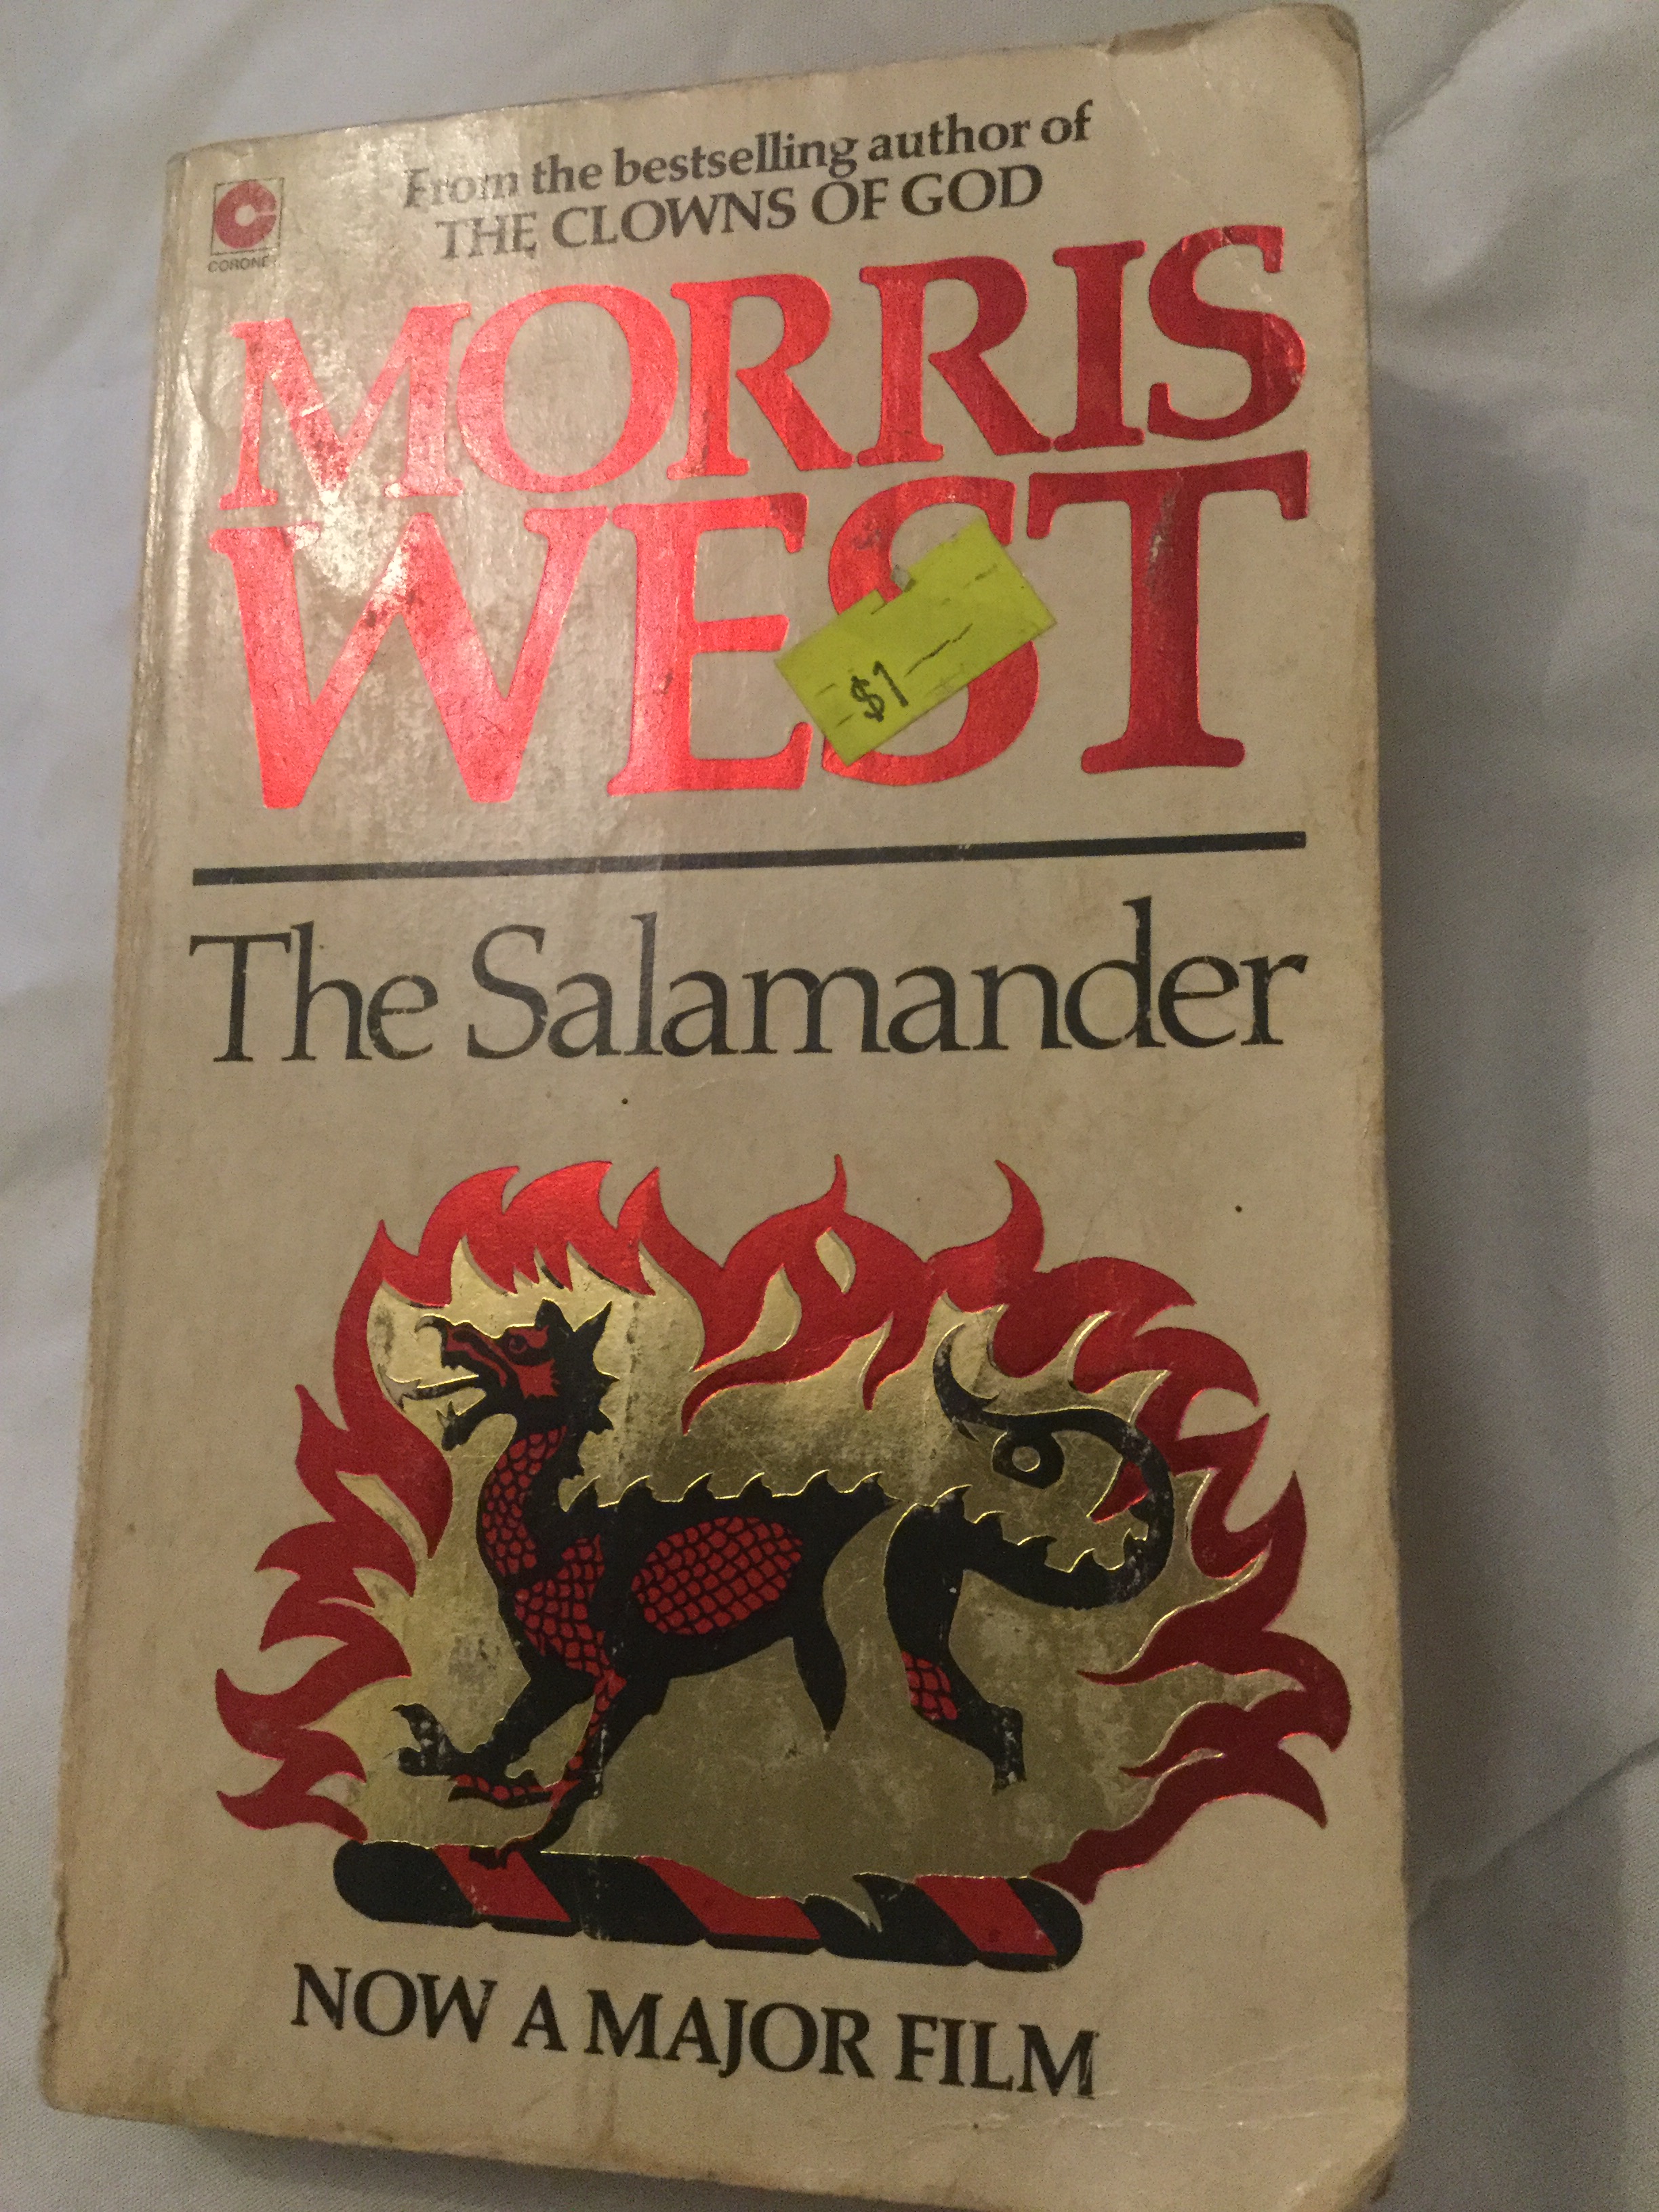 From the bestselling author of
THE CLOWNS OF GOD
CORONET
MORRIS
WEST
$1
The Salamander
NOW A MAJOR FILM